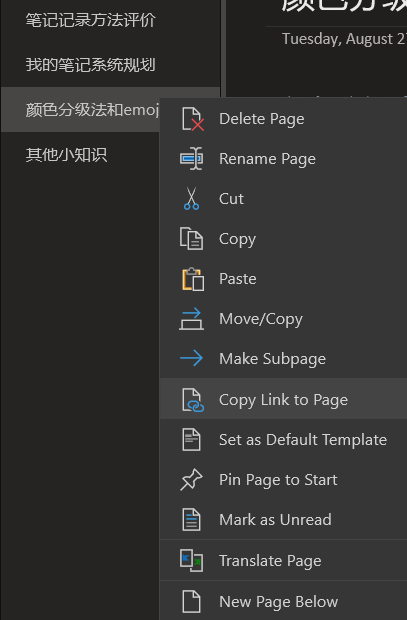 笔记记录方法评价
我的笔记系统规划
颜色分级法和emoj
其他小知识
颜色分级
Tuesday, August 27
Delete Page
Rename Page
Cut
Copy
Paste
Move/Copy
Make Subpage
Copy Link to Page
Set as Default Template
Pin Page to Start
Mark as Unread
Translate Page
New Page Below